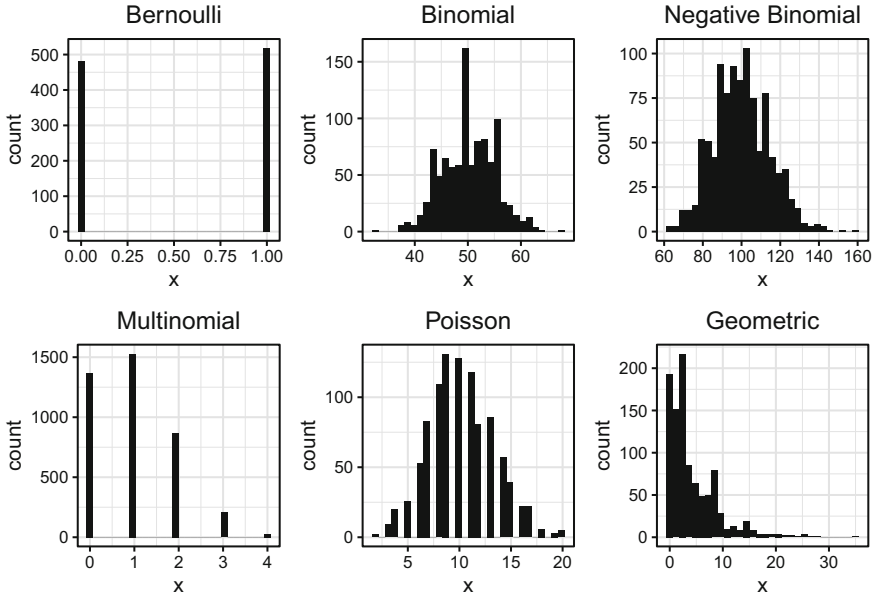 Bernoulli
500
400
300
200
100
0
count
0.00 0.25 0.50 0.75 1.00
x
Binomial
150
100
50
0
count
40 50 60
x
Negative Binomial
100
75
50
25
0
count
60 80 100 120 140 160
x
Multinomial
1500
1000
500
0
count
0 1 2 3 4
x
Poisson
100
50
0
count
5 10 15 20
x
Geometric
200
150
100
50
0
count
0 10 20 30
x